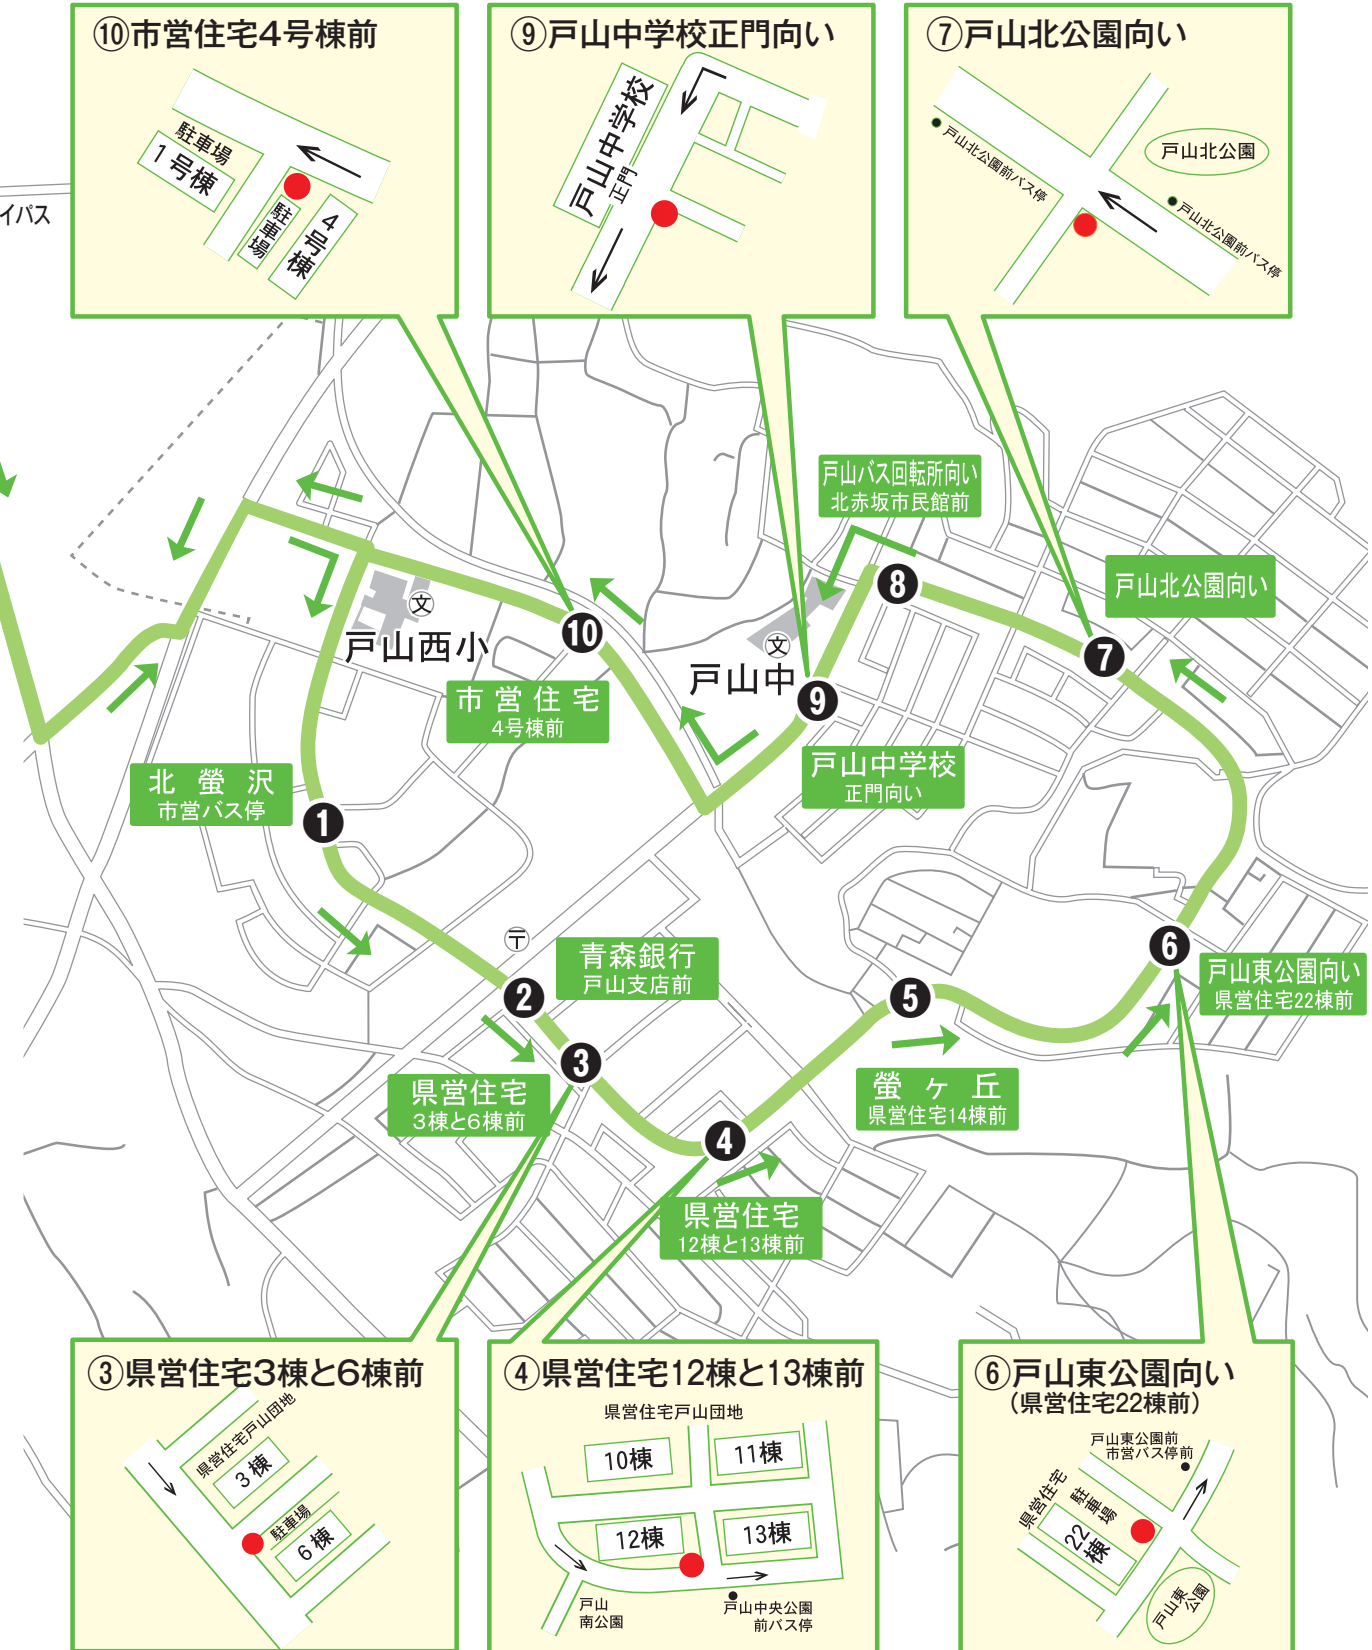 ⑩市営住宅4号棟前
駐車場
1号棟
駐車場
4号棟
⑨戸山中学校正門向い
戸山中学校
正門
⑦戸山北公園向い
戸山北公園前バス停
戸山北公園
戸山北公園前バス停
イパス
戸山バス回転所向い
北赤坂市民館前
8
戸山北公園向い
7
文
戸山西小
10
市営住宅
4号棟前
文
戸山中
9
戸山中学校
正門向い
北螢沢
市営バス停
1
〒
青森銀行
戸山支店前
2
3
県営住宅
3棟と6棟前
4
県営住宅
12棟と13棟前
5
螢ヶ丘
県営住宅14棟前
6
戸山東公園向い
県営住宅22棟前
③県営住宅3棟と6棟前
県営住宅戸山団地
3棟
駐車場
6棟
④県営住宅12棟と13棟前
県営住宅戸山団地
10棟
11棟
12棟
13棟
戸山
南公園
戸山中央公園
前バス停
⑥戸山東公園向い
(県営住宅22棟前)
戸山東公園前
市営バス停前
県営住宅
駐車場
22棟
戸山東
公園